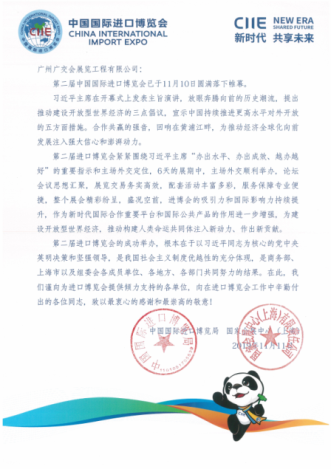 CIIE
中国国际进口博览会
CHINA INTERNATIONAL
IMPORT EXPO
CIIE NEW ERA
SHARED FUTURE
新时代 共享未来
广州广交会展览工程有限公司：
第二届中国国际进口博览会已于11月10日圆满落下帷幕。
习近平主席在开幕式上发表主旨演讲，放眼奔腾向前的历史潮流，提出
推动建设开放型世界经济的三点倡议，宣示中国持续推进更高水平对外开放
的五方面措施。合作共赢的强音，回响在黄浦江畔，为推动经济全球化向前
发展注入强大信心和澎湃动力。
第二届进口博览会紧紧围绕习近平主席“办出水平、办出成效、越办越
好”的重要指示和主场外交定位，6天的展期中，主场外交顺利举办，论坛
会议思想汇聚，展览交易务实高效，配套活动丰富多彩，服务保障专业便
捷，整个展会精彩纷呈，盛况空前，进博会的吸引力和国际影响力持续提
升，作为新时代国际合作重要平台和国际公共产品的作用进一步增强，为建
设开放型世界经济、推动构建人类命运共同体注入新动力、作出新贡献。
第二届进口博览会的成功举办，根本在于以习近平同志为核心的党中央
英明决策和坚强领导，是我国社会主义制度优越性的充分体现，是商务部、
上海市以及组委会各成员单位，各地方、各部门共同努力的结果。在此，我
们谨向为进口博览会提供倾力支持的各单位，向在进口博览会工作中辛勤付
出的各位同志，致以最衷心的感谢和最崇高的敬意！
中国国际进口博览局 国家会展中心（上海）
2019年11月11日